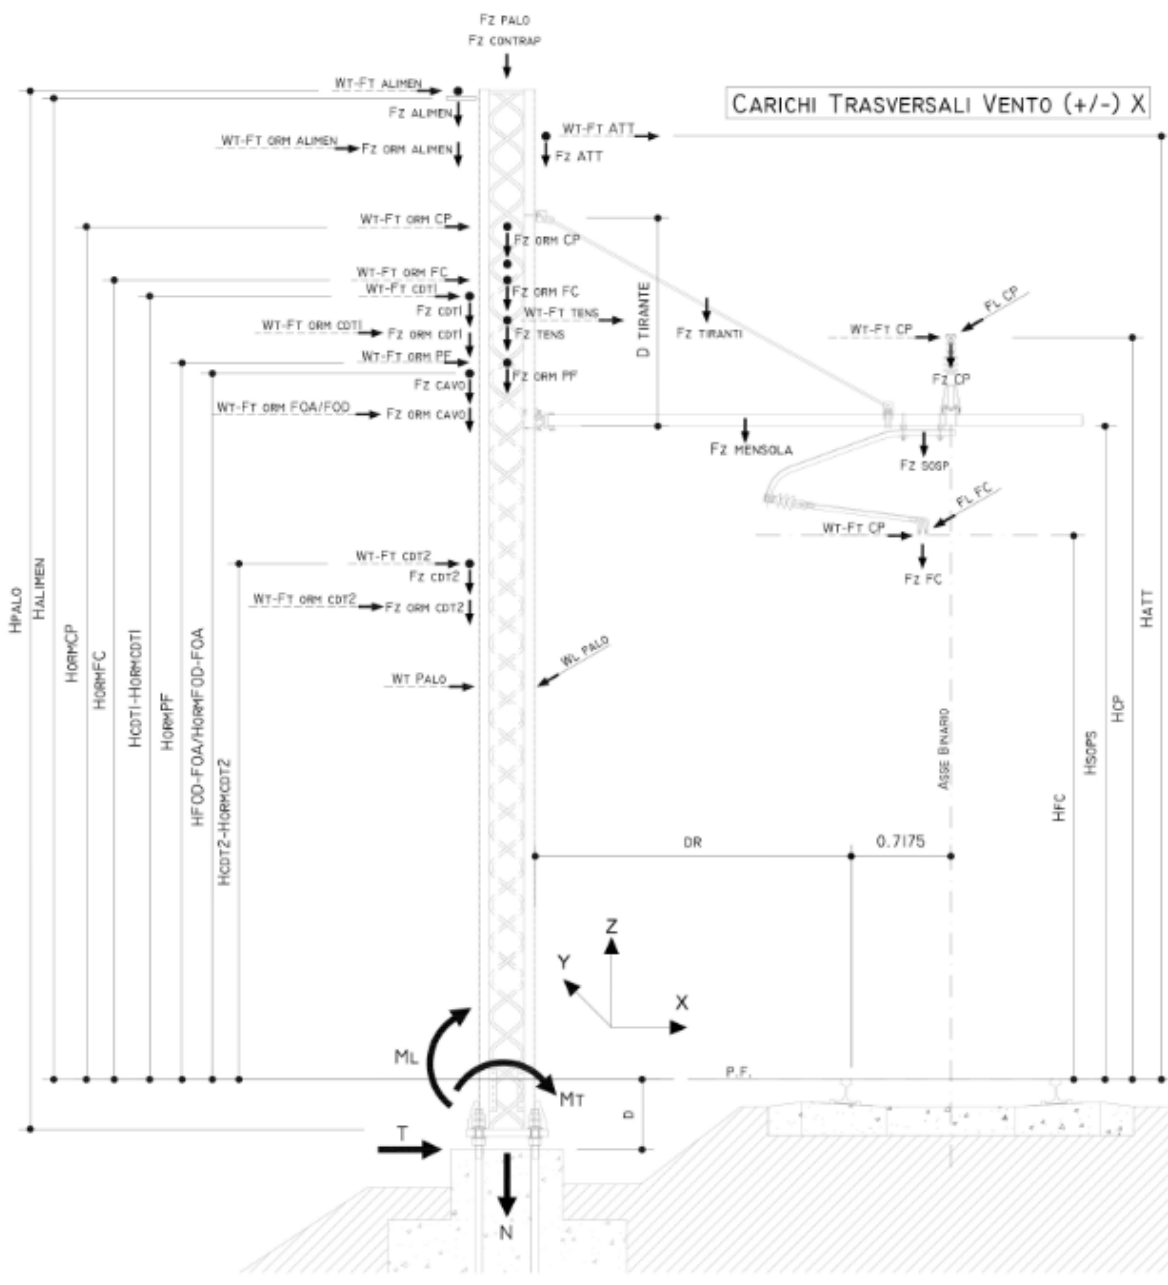 Fz PALO
Fz CONTRAP
WT-FT ALIMEN
Fz ALIMEN
CARICHI TRASVERSALI VENTO (+/-) X
WT-FT ATT
WT-FT ORM ALIMEN
Fz ORM ALIMEN
Fz ATT
WT-FT ORM CP
Fz ORM CP
WT-FT ORM FC
WT-FT CDT1
Fz ORM FC
Fz CDT1
WT-FT TENS
WT-FT ORM CDT1
Fz ORM CDT1
Fz TENS
D TIRANTE
Fz TIRANTI
FL CP
WT-FT CP
Fz CP
WT-FT ORM PF
Fz ORM PF
Fz CAVO
WT-FT ORM FOA/FOD
Fz ORM CAVO
Fz MENSOLA
Fz SOSP
FL FC
WT-FT CP
Fz FC
WT-FT CDT2
Fz CDT2
WT-FT ORM CDT2
Fz ORM CDT2
WT PALO
WL PALO
HPALO
HALIMEN
HORMCP
HORMFC
HCDT1-HORMCDT1
HORMPF
HFOD-FOA/HORMFOD-FOA
HCDT2-HORMCDT2
ASSE BINARIO
HFC
HSOPS
HCP
HATT
DR
0.7175
Z
Y
X
ML
MT
P.F.
D
T
N